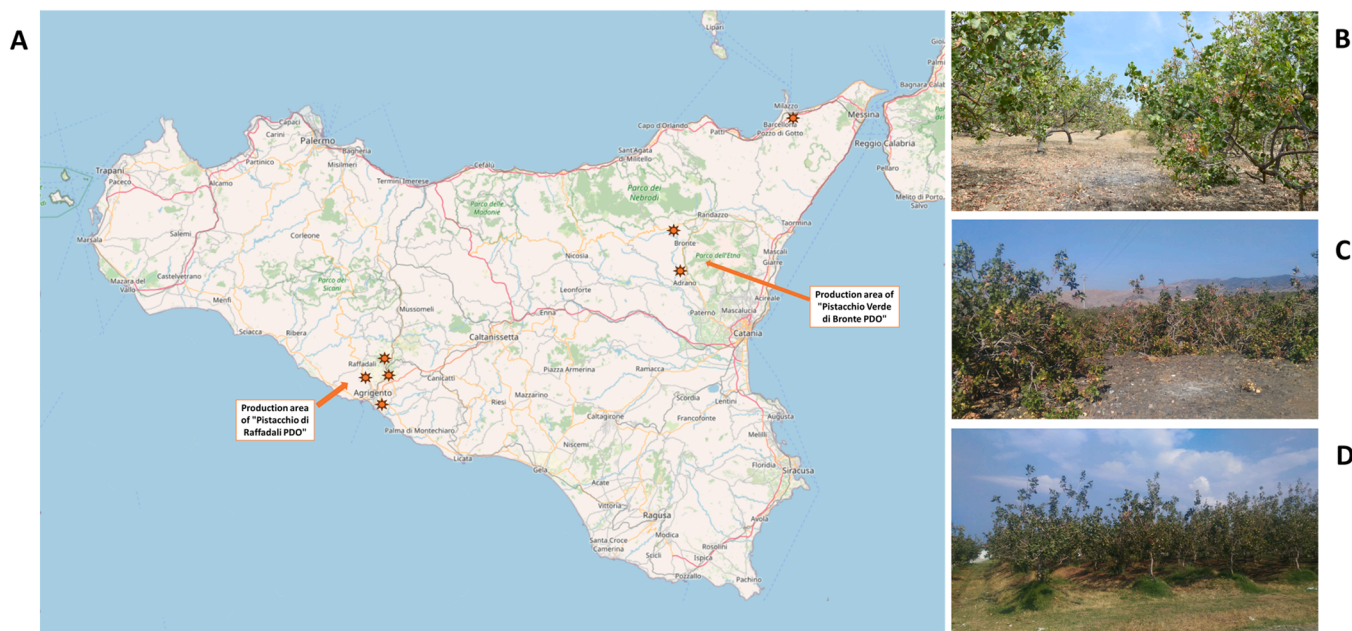 A
B
C
D
Lipari
Giov
Palmi
Bagnara Calab
Milazzo
Barcellona
Pozzo di Gotto
Messina
Capo d'Orlando
Patti
Reggio Calabria
Capaci
Carini
Palermo
Sant'Agata
di Militello
Pellaro
Trapani
Paceco
Partinico
Bagheria
Misilmeri
Cefalù
Termini Imerese
Alcamo
Parco dei
Nebrodi
Melito di Porto
Salvo
Parco delle
Madonie
Randazzo
Taormina
Marsala
Salemi
Corleone
Bronte
Nicosia
Parco dell'Etna
Mascali
Giarre
Mazara del
Vallo
Castelvetrano
Parco dei
Sicani
Adrano
Leonforte
Acireale
Menfi
Mussomeli
Enna
Paternò
Mascalucia
Production area of
"Pistacchio Verde
di Bronte PDO"
Sciacca
Ribera
Caltanissetta
Catania
Raffadali
Canicattì
Piazza Armerina
Ramacca
Agrigento
Production area
of "Pistacchio di
Raffadali PDO"
Riesi
Mazzarino
Scordia
Lentini
Palma di Montechiaro
Caltagirone
Francofonte
Augusta
Licata
Niscemi
Melilli
Gela
Floridia
Siracusa
Acate
Vittoria
Ragusa
Avola
Santa Croce
Camerina
Modica
Rosolini
Scicli
Ispica
Pozzallo
Pachino